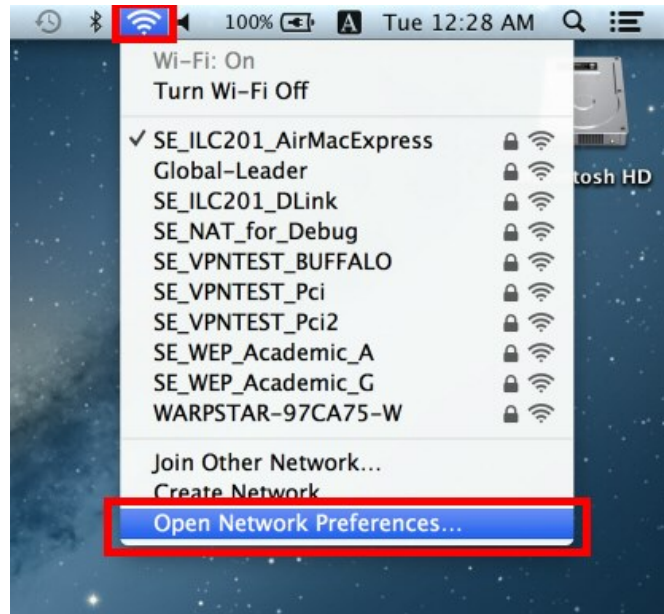 100% A Tue 12:28 AM
Wi-Fi: On
Turn Wi-Fi Off
✓ SE_ILC201_AirMacExpress
Global-Leader
SE_ILC201_DLink
SE_NAT_for_Debug
SE_VPNTEST_BUFFALO
SE_VPNTEST_Pci
SE_VPNTEST_Pci2
SE_WEP_Academic_A
SE_WEP_Academic_G
WARPSTAR-97CA75-W
tosh HD
Join Other Network...
Create Network
Open Network Preferences...